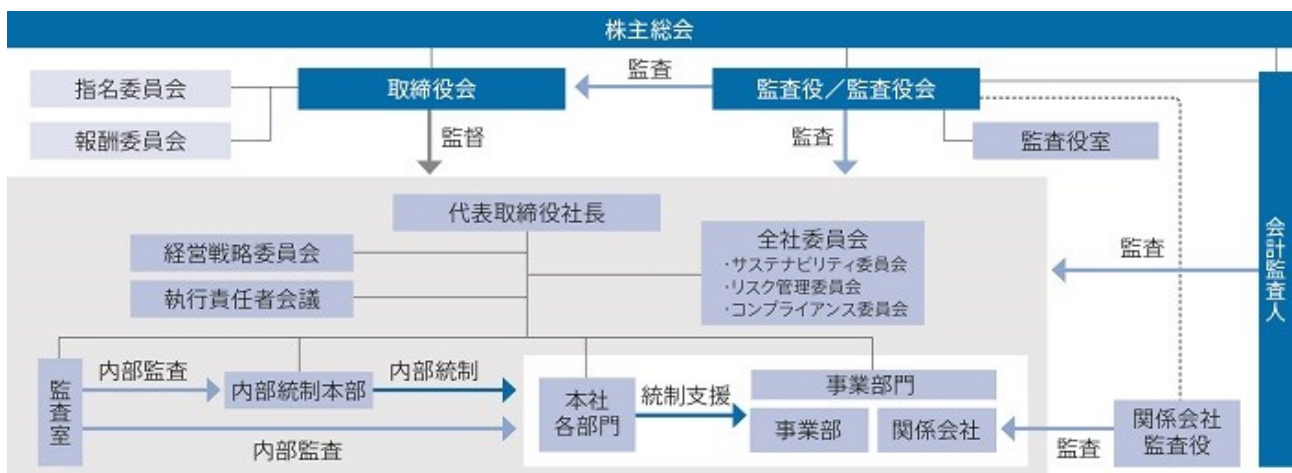 株主総会
指名委員会
取締役会
監査
監査役／監査役会
報酬委員会
監督
監査
監査役室
会計監査人
代表取締役社長
経営戦略委員会
全社委員会
・サステナビリティ委員会
・リスク管理委員会
・コンプライアンス委員会
監査
執行責任者会議
監査室
内部監査
内部統制本部
内部統制
本社
各部門
統制支援
事業部門
事業部
関係会社
監査
関係会社
監査役
内部監査